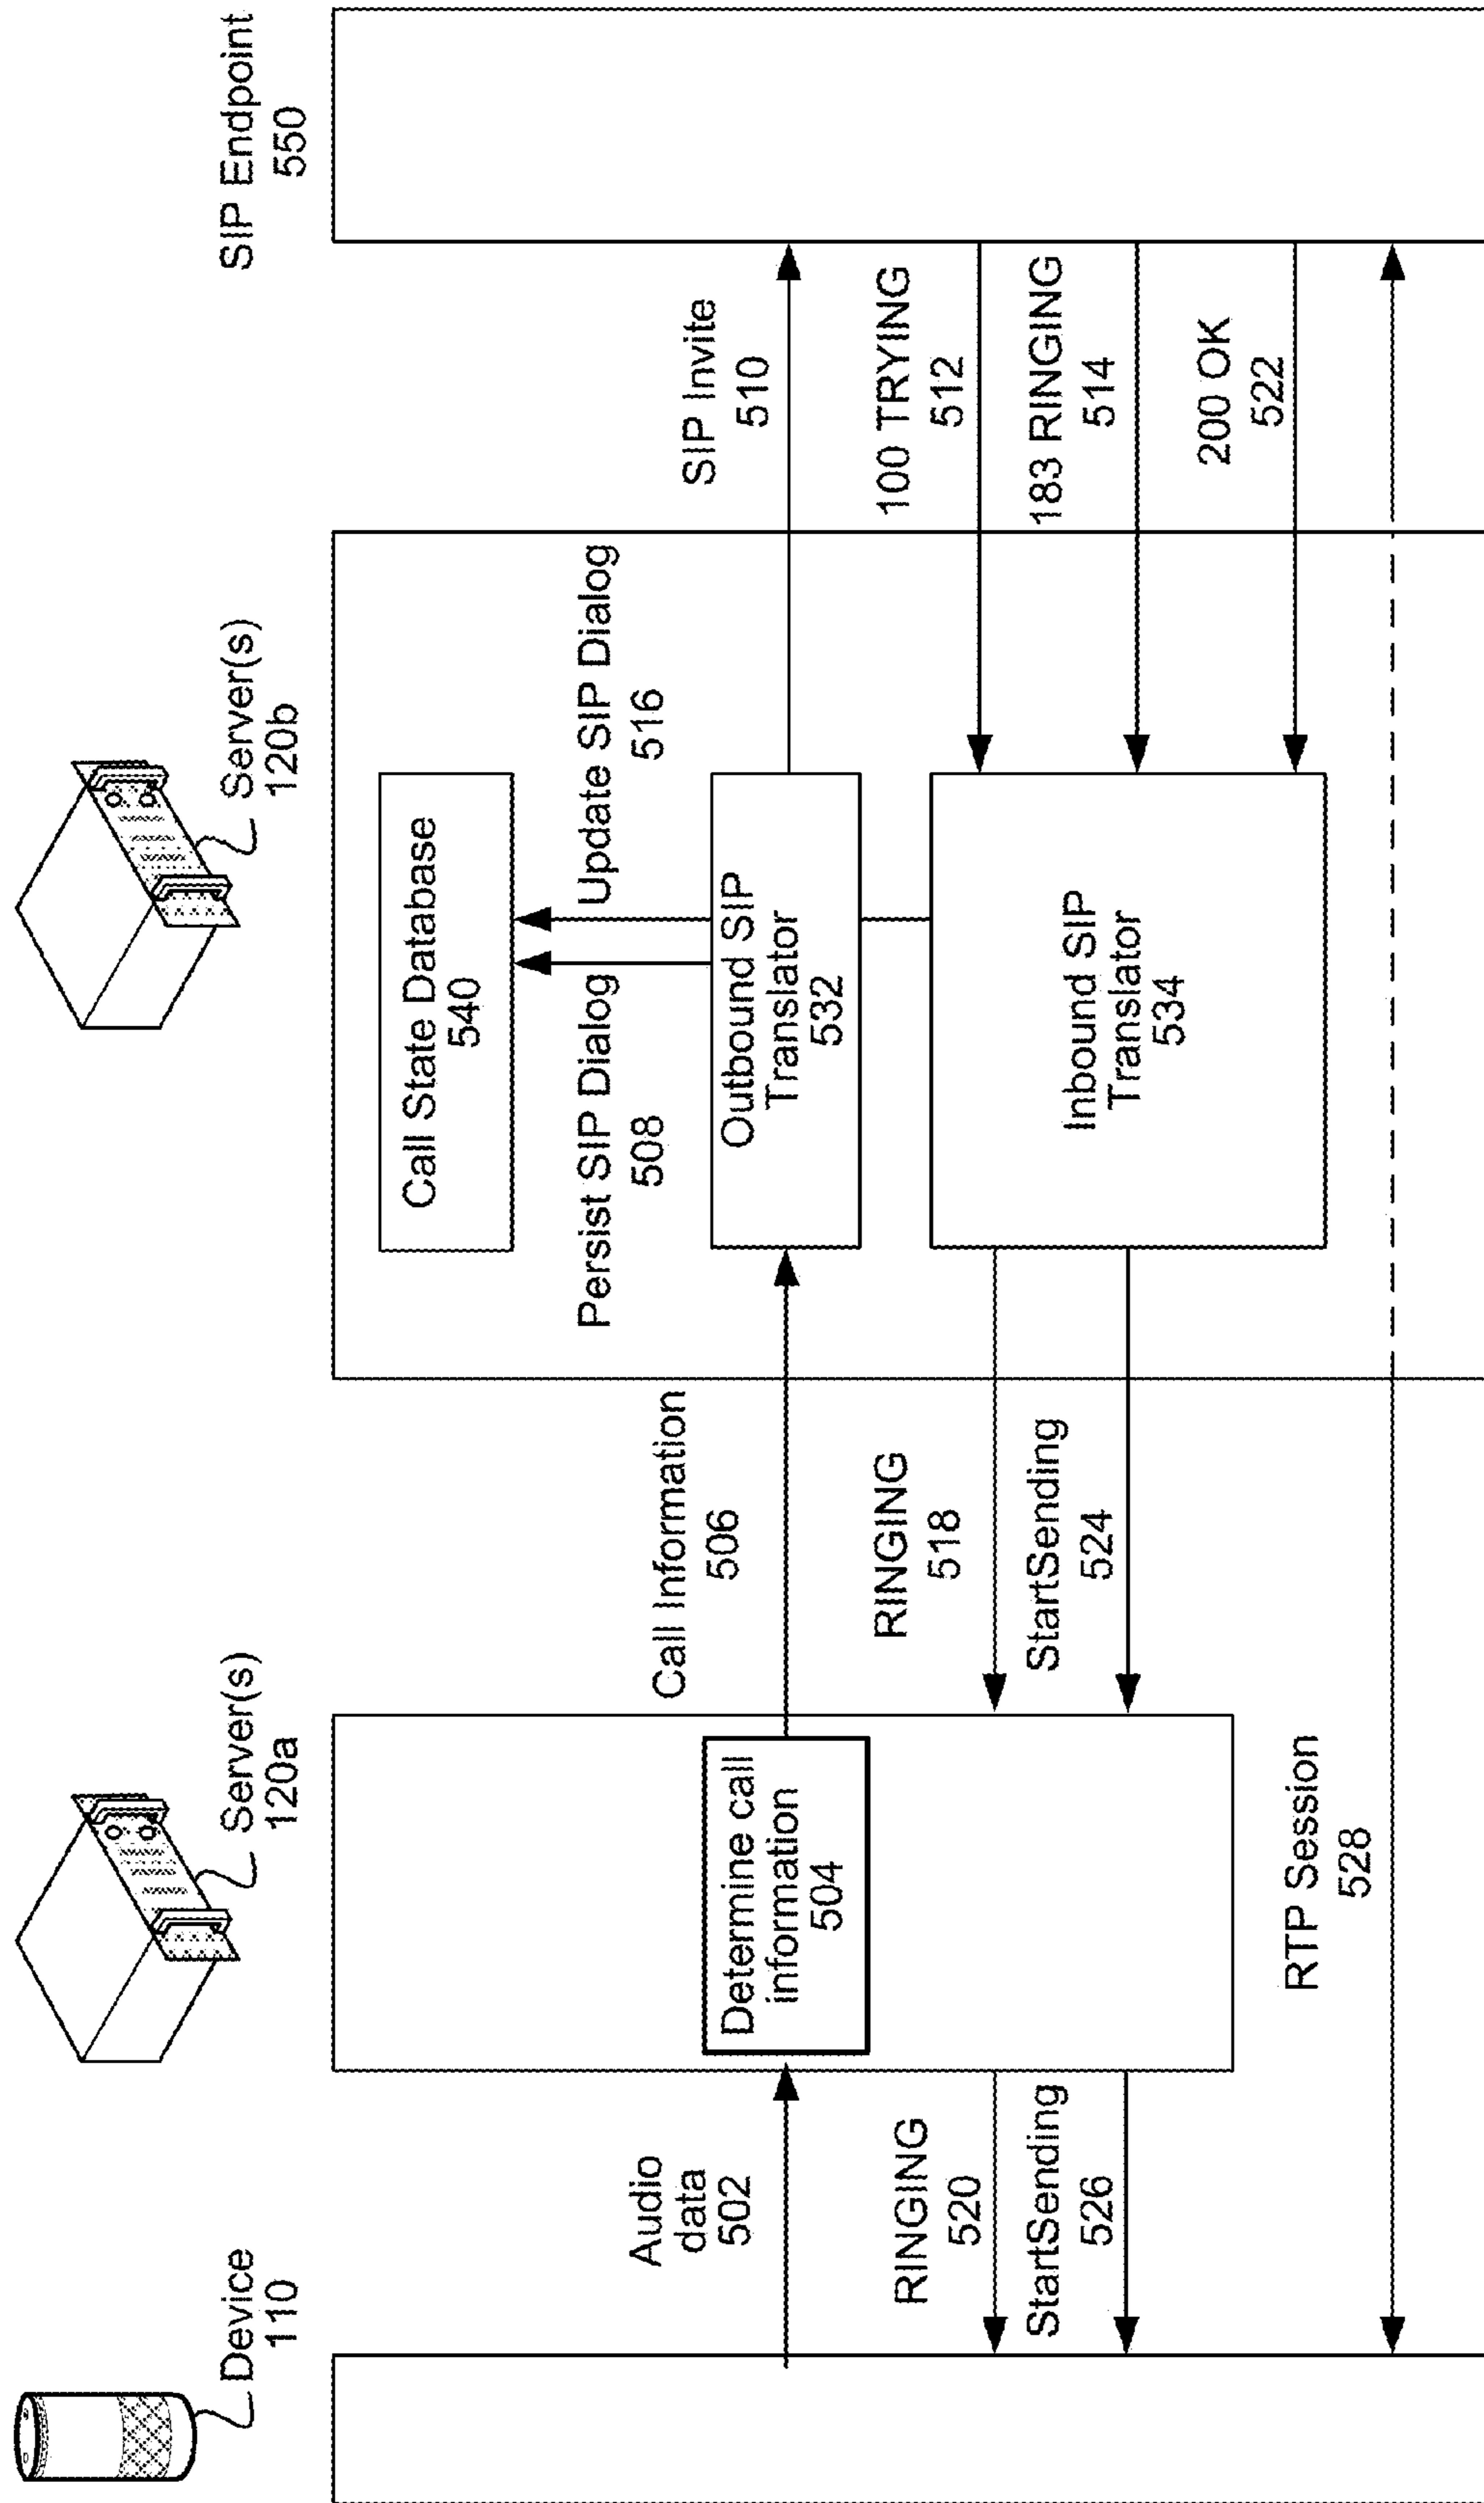 Device
110
Server(s)
120a
Server(s)
120b
SIP Endpoint
550
Audio
data
502
Determine call
information
504
Call Information
506
Call State Database
540
Persist SIP Dialog
508
Update SIP Dialog
516
Outbound SIP
Translator
532
SIP Invite
510
100 TRYING
512
183 RINGING
514
Inbound SIP
Translator
534
RINGING
518
RINGING
520
200 OK
522
StartSending
524
StartSending
526
RTP Session
528